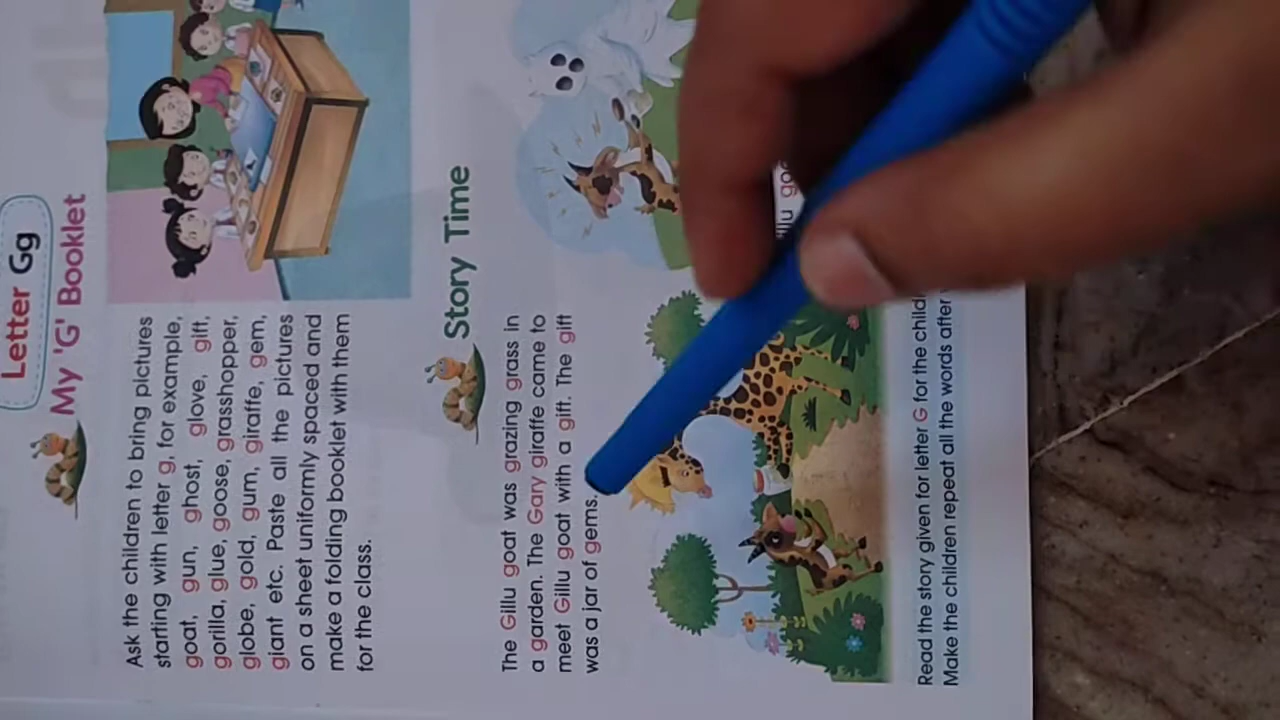 Letter Gg
My 'G' Booklet
Ask the children to bring pictures
starting with letter g, for example,
goat, gun, ghost, glove, gift,
gorilla, glue, goose, grasshopper,
globe, gold, gum, giraffe, gem,
giant etc. Paste all the pictures
on a sheet uniformly spaced and
make a folding booklet with them
for the class.
Story Time
The Gillu goat was grazing grass in
a garden. The Gary giraffe came to
meet Gillu goat with a gift. The gift
was a jar of gems.
Read the story given for letter G for the
Make the children repeat all the words after